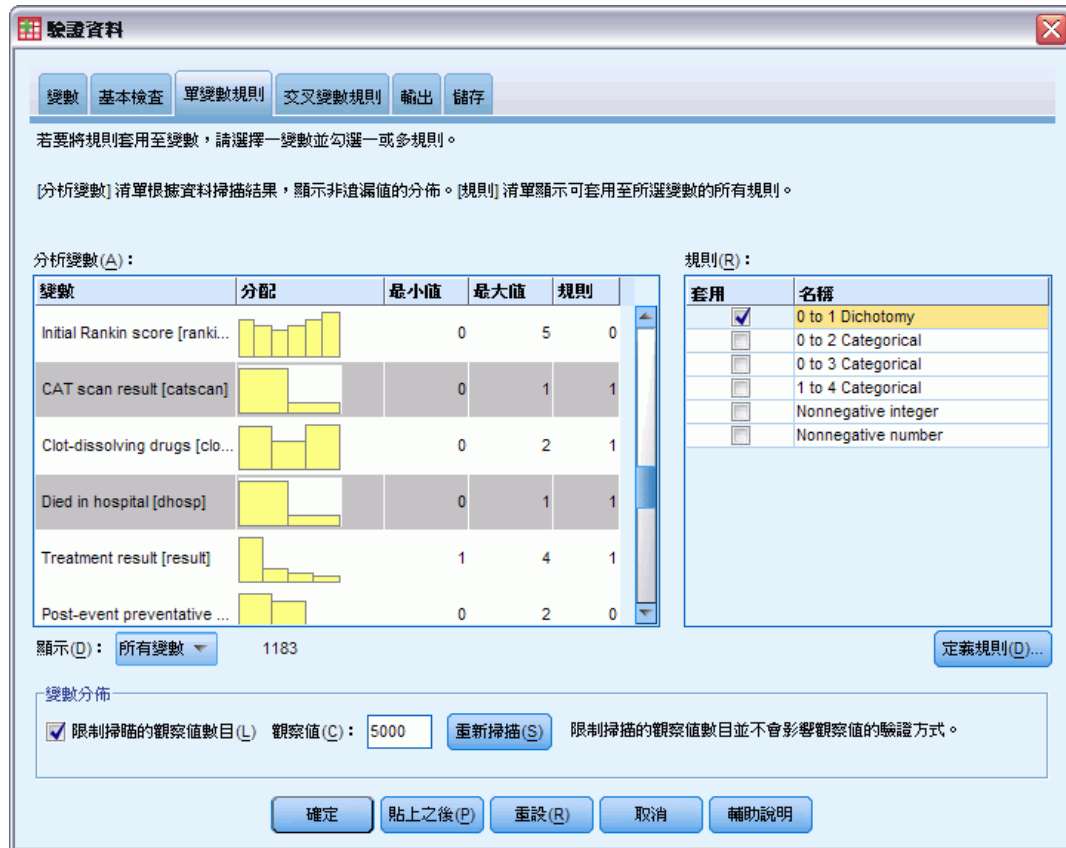 驗證資料
變數 基本檢查 單變數規則 交叉變數規則 輸出 儲存
若要將規則套用至變數，請選擇一變數並勾選一或多規則。
[分析變數] 清單根據資料掃描結果，顯示非遺漏值的分佈。[規則] 清單顯示可套用至所選變數的所有規則。
分析變數(A)： 規則(R)：
變數 分配 最小值 最大值 規則 套用 名稱
Initial Rankin score [ranki... 0 5 0
CAT scan result [catscan] 0 1 1
Clot-dissolving drugs [clo... 0 2 1
Died in hospital [dhosp] 0 1 1
Treatment result [result] 1 4 1
Post-event preventative ... 0 2 0
0 to 1 Dichotomy
0 to 2 Categorical
0 to 3 Categorical
1 to 4 Categorical
Nonnegative integer
Nonnegative number
顯示(D)： 所有變數 1183 定義規則(D)...
變數分佈
限制掃瞄的觀察值數目(L) 觀察值(C)： 5000 重新掃描(S) 限制掃描的觀察值數目並不會影響觀察值的驗證方式。
確定 貼上之後(P) 重設(R) 取消 輔助說明